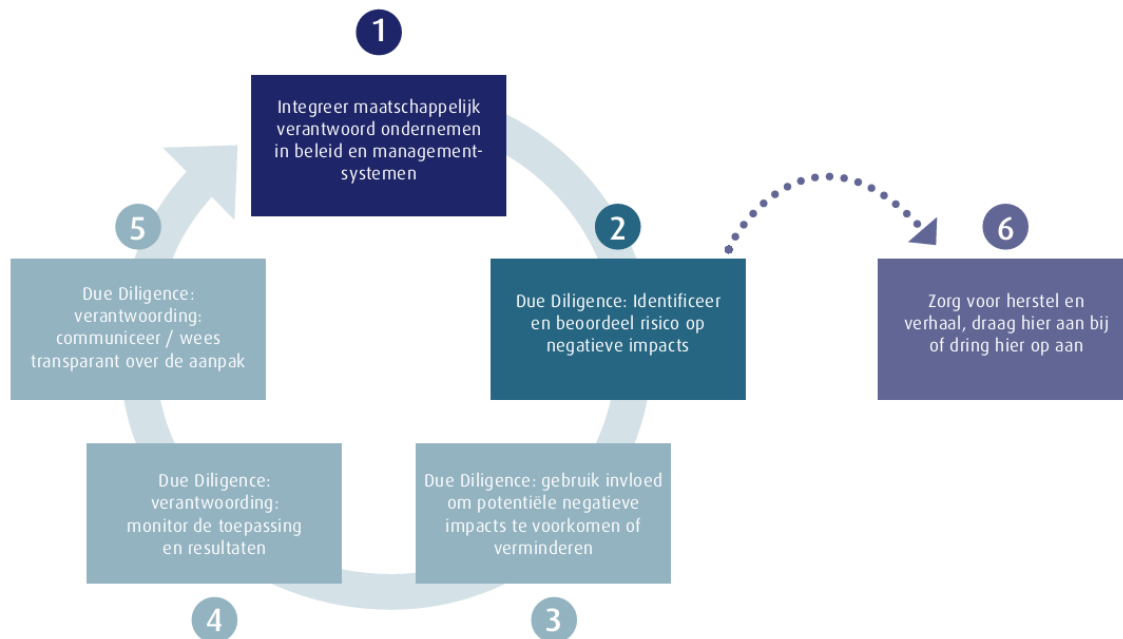 1
Integreer maatschappelijk
verantwoord ondernemen
in beleid en management-
systemen
2
Due Diligence: Identificeer
en beoordeel risico op
negatieve impacts
3
Due Diligence: gebruik invloed
om potentiële negatieve
impacts te voorkomen of
verminderen
4
Due Diligence:
verantwoording:
monitor de toepassing
en resultaten
5
Due Diligence:
verantwoording:
communiceer / wees
transparant over de aanpak
6
Zorg voor herstel en
verhaal, draag hier aan bij
of dring hier op aan